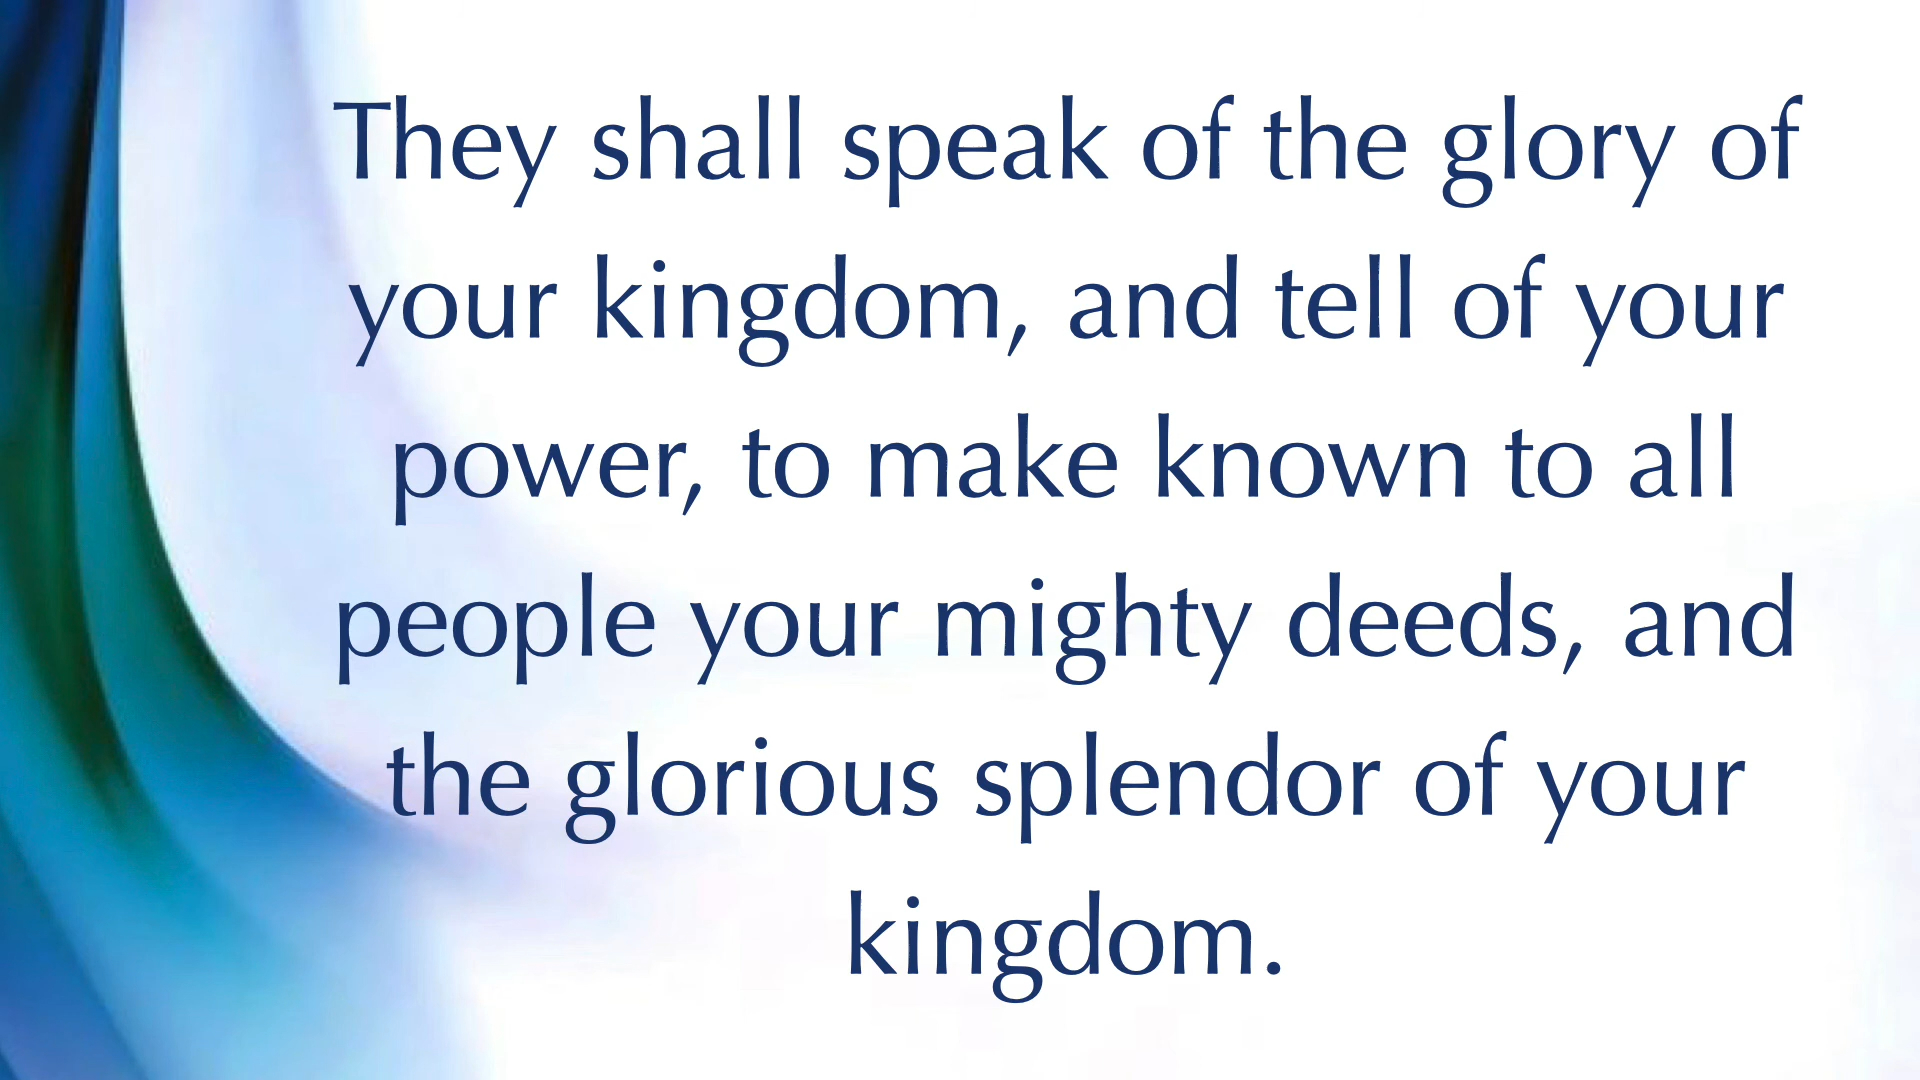 They shall speak of the glory of
your kingdom, and tell of your
power, to make known to all
people your mighty deeds, and
the glorious splendor of your
kingdom.